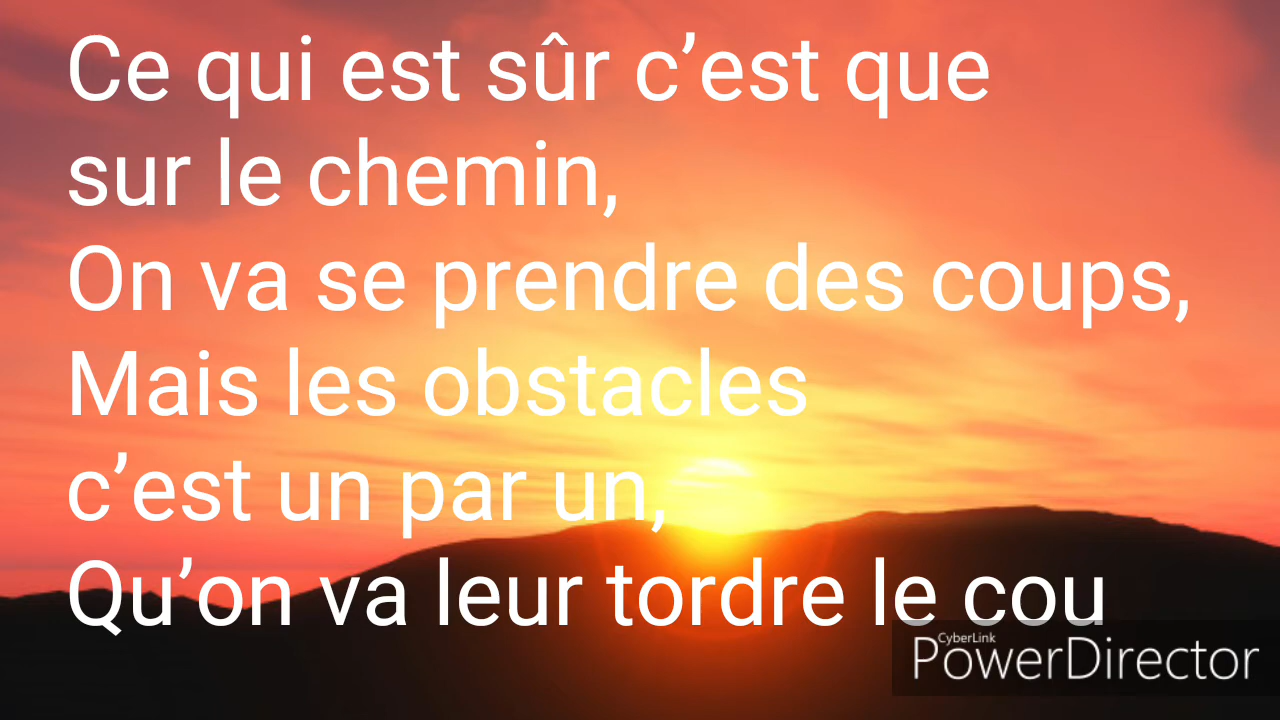 Ce qui est sûr c’est que
sur le chemin,
On va se prendre des coups,
Mais les obstacles
c’est un par un,
Qu’on va leur tordre le cou
CyberLink
PowerDirector